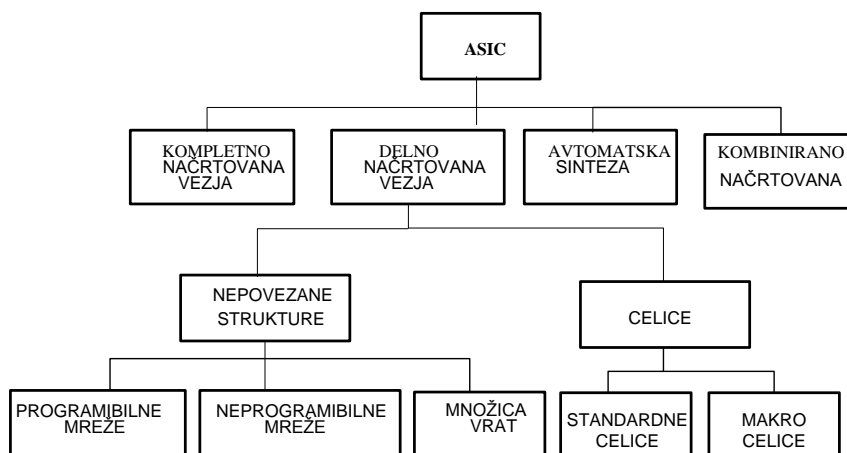 ASIC
KOMPLETNO
NAČRTOVANA
VEZJA
DELNO
NAČRTOVANA
VEZJA
AVTOMATSKA
SINTEZA
KOMBINIRANO
NAČRTOVANA
NEPOVEZANE
STRUKTURE
CELICE
PROGRAMIBILNE
MREŽE
NEPROGRAMIBILNE
MREŽE
MNOŽICA
VRAT
STANDARDNE
CELICE
MAKRO
CELICE